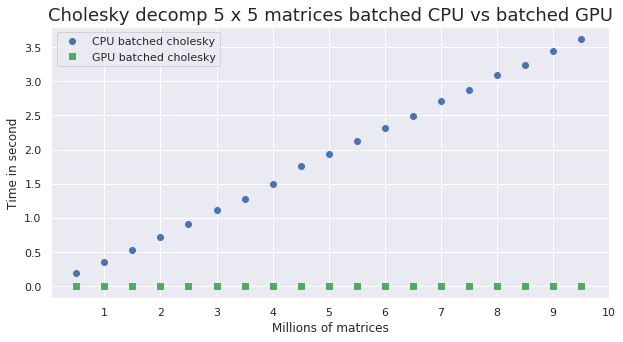 Cholesky decomp 5 x 5 matrices batched CPU vs batched GPU
CPU batched cholesky
GPU batched cholesky
3.5
3.0
2.5
2.0
1.5
1.0
0.5
0.0
Time in second
1 2 3 4 5 6 7 8 9 10
Millions of matrices